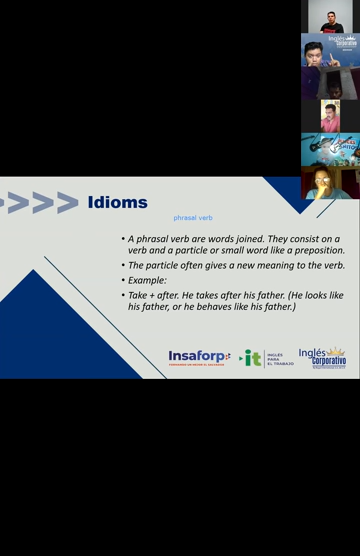 Inglés
Corporativo
>>>> Idioms
phrasal verb
• A phrasal verb are words joined. They consist on a
verb and a particle or small word like a preposition.
• The particle often gives a new meaning to the verb.
• Example:
• Take + after. He takes after his father. (He looks like
his father, or he behaves like his father.)
Insaforp
it
INGLÉS
PARA
EL TRABAJO
Inglés
Corporativo